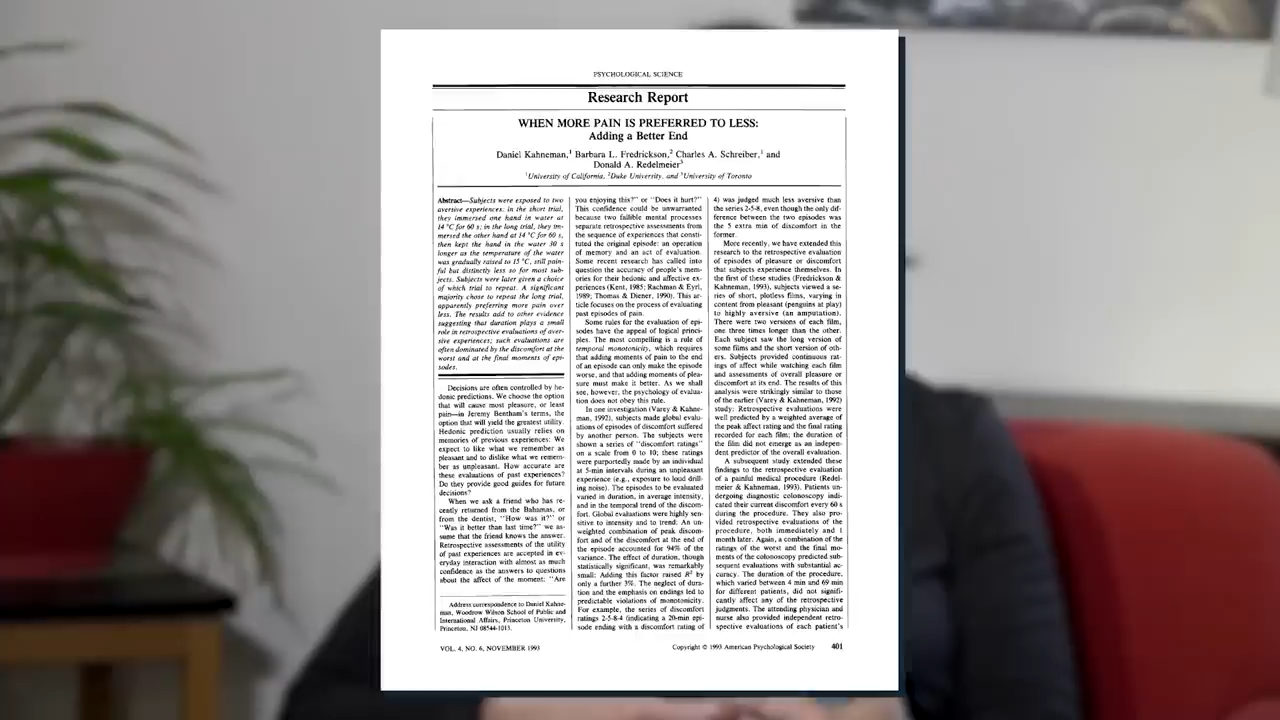 PSYCHOLOGICAL SCIENCE
Research Report
WHEN MORE PAIN IS PREFERRED TO LESS:
Adding a Better End
Daniel Kahneman,¹ Barbara L. Fredrickson,² Charles A. Schreiber,¹ and
Donald A. Redelmeier³
¹University of California, ²Duke University, and ³University of Toronto
Abstract—Subjects were exposed to two
aversive experiences: in the short trial,
they immersed one hand in water at
14 °C for 60 s; in the long trial, they im-
mersed the other hand at 14 °C for 60 s,
then kept the hand in the water 30 s
longer as the temperature of the water
was gradually raised to 15 °C, still pain-
ful but distinctly less so for most sub-
jects. Subjects were later given a choice
of which trial to repeat. A significant
majority chose to repeat the long trial,
apparently preferring more pain over
less. The results add to other evidence
suggesting that duration plays a small
role in retrospective evaluations of aver-
sive experiences; such evaluations are
often dominated by the discomfort at the
worst and at the final moments of epi-
sodes.
Decisions are often controlled by he-
donic predictions. We choose the option
that will cause most pleasure, or least
pain—in Jeremy Bentham's terms, the
option that will yield the greatest utility.
Hedonic prediction usually relies on
memories of previous experiences: We
expect to like what we remember as
pleasant and to dislike what we remem-
ber as unpleasant. How accurate are
these evaluations of past experiences?
Do they provide good guides for future
decisions?
When we ask a friend who has re-
cently returned from the Bahamas, or
from the dentist, "How was it?" or
"Was it better than last time?" we as-
sume that the friend knows the answer.
Retrospective assessments of the utility
of past experiences are accepted in ev-
eryday interaction with almost as much
confidence as the answers to questions
about the affect of the moment: "Are
Address correspondence to Daniel Kahne-
man, Woodrow Wilson School of Public and
International Affairs, Princeton University,
Princeton, NJ 08544-1013.
you enjoying this?" or "Does it hurt?"
This confidence could be unwarranted
because two fallible mental processes
separate retrospective assessments from
the sequence of experiences that consti-
tuted the original episode: an operation
of memory and an act of evaluation.
Some recent research has called into
question the accuracy of people's mem-
ories for their hedonic and affective ex-
periences (Kent, 1985; Rachman & Eyrl,
1989; Thomas & Diener, 1990). This ar-
ticle focuses on the process of evaluating
past episodes of pain.
Some rules for the evaluation of epi-
sodes have the appeal of logical princi-
ples. The most compelling is a rule of
temporal monotonicity, which requires
that adding moments of pain to the end
of an episode can only make the episode
worse, and that adding moments of plea-
sure must make it better. As we shall
see, however, the psychology of evalua-
tion does not obey this rule.
In one investigation (Varey & Kahne-
man, 1992), subjects made global evalu-
ations of episodes of discomfort suffered
by another person. The subjects were
shown a series of "discomfort ratings"
on a scale from 0 to 10; these ratings
were purportedly made by an individual
at 5-min intervals during an unpleasant
experience (e.g., exposure to loud drill-
ing noise). The episodes to be evaluated
varied in duration, in average intensity,
and in the temporal trend of the discom-
fort. Global evaluations were highly sen-
sitive to intensity and to trend: An un-
weighted combination of peak discom-
fort and of the discomfort at the end of
the episode accounted for 94% of the
variance. The effect of duration, though
statistically significant, was remarkably
small: Adding this factor raised R² by
only a further 3%. The neglect of dura-
tion and the emphasis on endings led to
predictable violations of monotonicity.
For example, the series of discomfort
ratings 2-5-8-4 (indicating a 20-min epi-
sode ending with a discomfort rating of
4) was judged much less aversive than
the series 2-5-8, even though the only dif-
ference between the two episodes was
the 5 extra min of discomfort in the
former.
More recently, we have extended this
research to the retrospective evaluation
of episodes of pleasure or discomfort
that subjects experience themselves. In
the first of these studies (Fredrickson &
Kahneman, 1993), subjects viewed a se-
ries of short, plotless films, varying in
content from pleasant (penguins at play)
to highly aversive (an amputation).
There were two versions of each film,
one three times longer than the other.
Each subject saw the long version of
some films and the short version of oth-
ers. Subjects provided continuous rat-
ings of affect while watching each film
and assessments of overall pleasure or
discomfort at its end. The results of this
analysis were strikingly similar to those
of the earlier (Varey & Kahneman, 1992)
study: Retrospective evaluations were
well predicted by a weighted average of
the peak affect rating and the final rating
recorded for each film; the duration of
the film did not emerge as an indepen-
dent predictor of the overall evaluation.
A subsequent study extended these
findings to the retrospective evaluation
of a painful medical procedure (Redel-
meier & Kahneman, 1993). Patients un-
dergoing diagnostic colonoscopy indi-
cated their current discomfort every 60 s
during the procedure. They also pro-
vided retrospective evaluations of the
procedure, both immediately and 1
month later. Again, a combination of the
ratings of the worst and the final mo-
ments of the colonoscopy predicted sub-
sequent evaluations with substantial ac-
curacy. The duration of the procedure,
which varied between 4 min and 69 min
for different patients, did not signifi-
cantly affect any of the retrospective
judgments. The attending physician and
nurse also provided independent retro-
spective evaluations of each patient's
VOL. 4, NO. 6, NOVEMBER 1993
Copyright © 1993 American Psychological Society
401